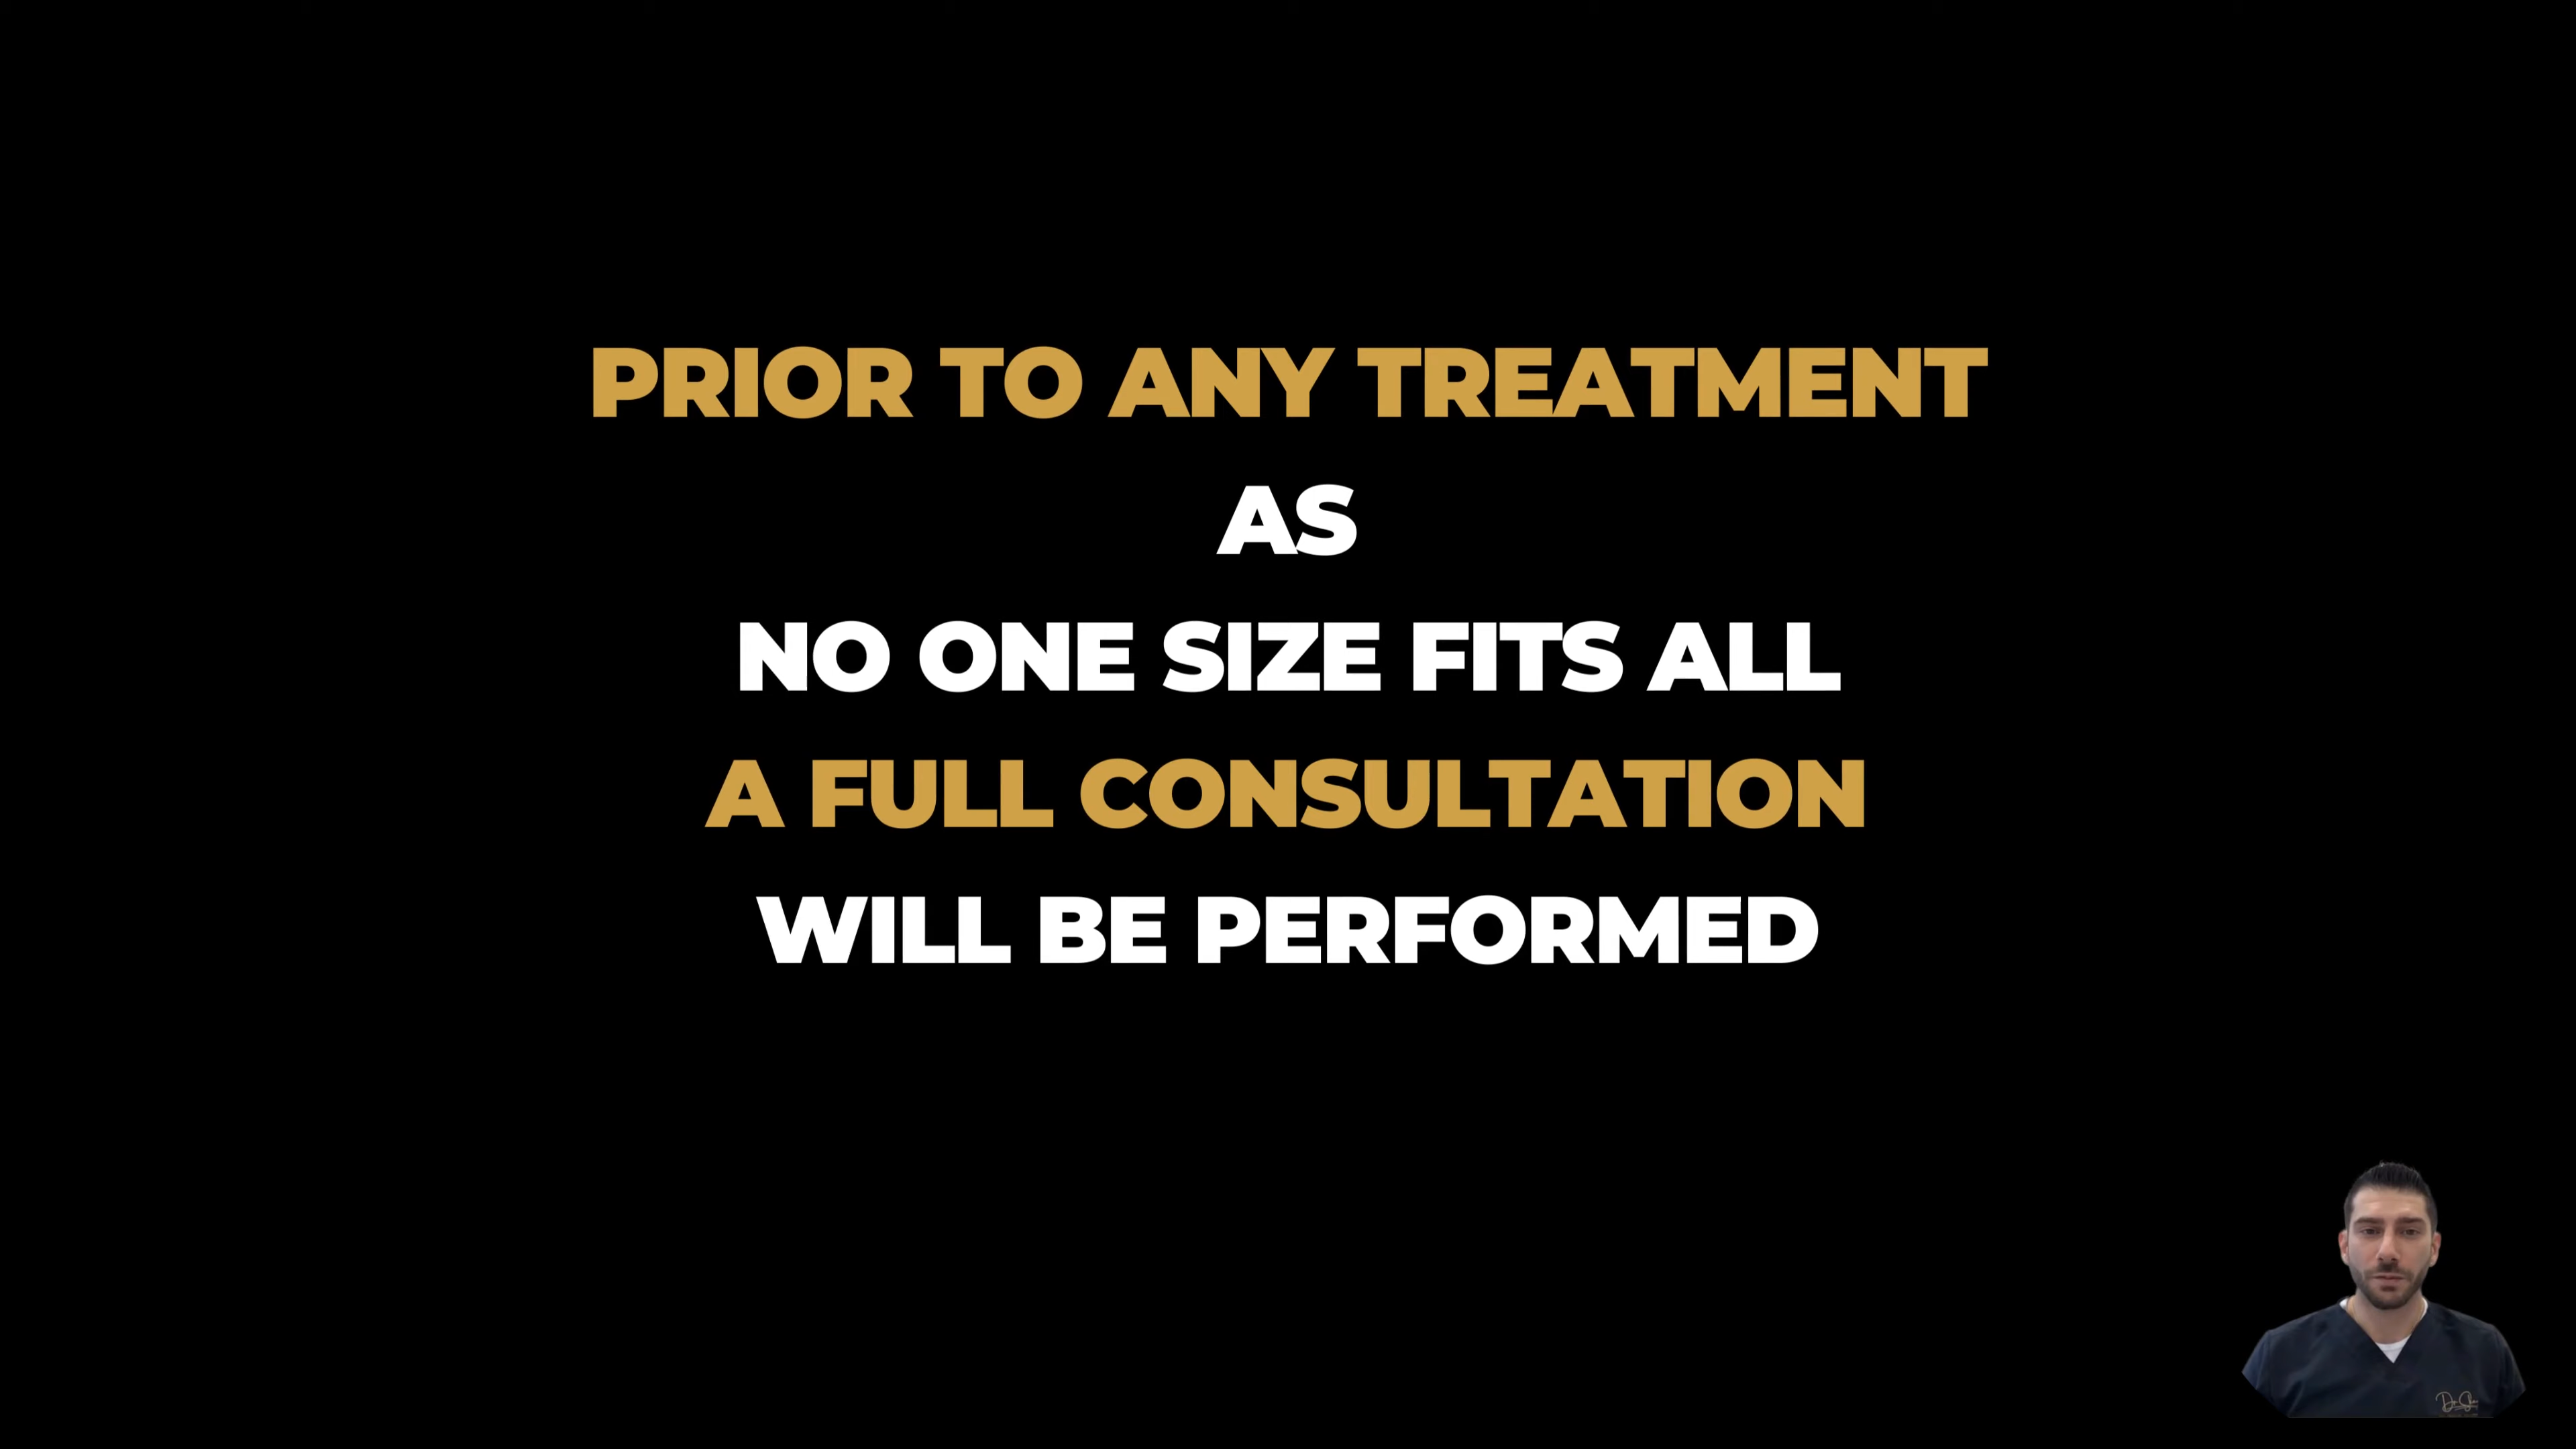 PRIOR TO ANY TREATMENT
AS
NO ONE SIZE FITS ALL
A FULL CONSULTATION
WILL BE PERFORMED